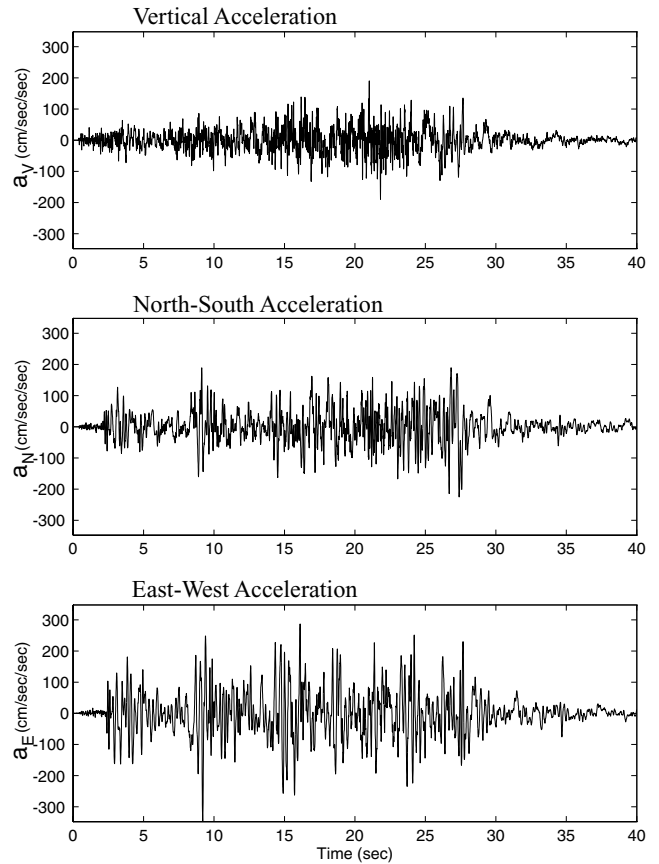 Vertical Acceleration
300
200
100
0
-100
-200
-300
a_V (cm/sec/sec)
0 5 10 15 20 25 30 35 40
North-South Acceleration
300
200
100
0
-100
-200
-300
a_N (cm/sec/sec)
0 5 10 15 20 25 30 35 40
East-West Acceleration
300
200
100
0
-100
-200
-300
a_E (cm/sec/sec)
0 5 10 15 20 25 30 35 40
Time (sec)